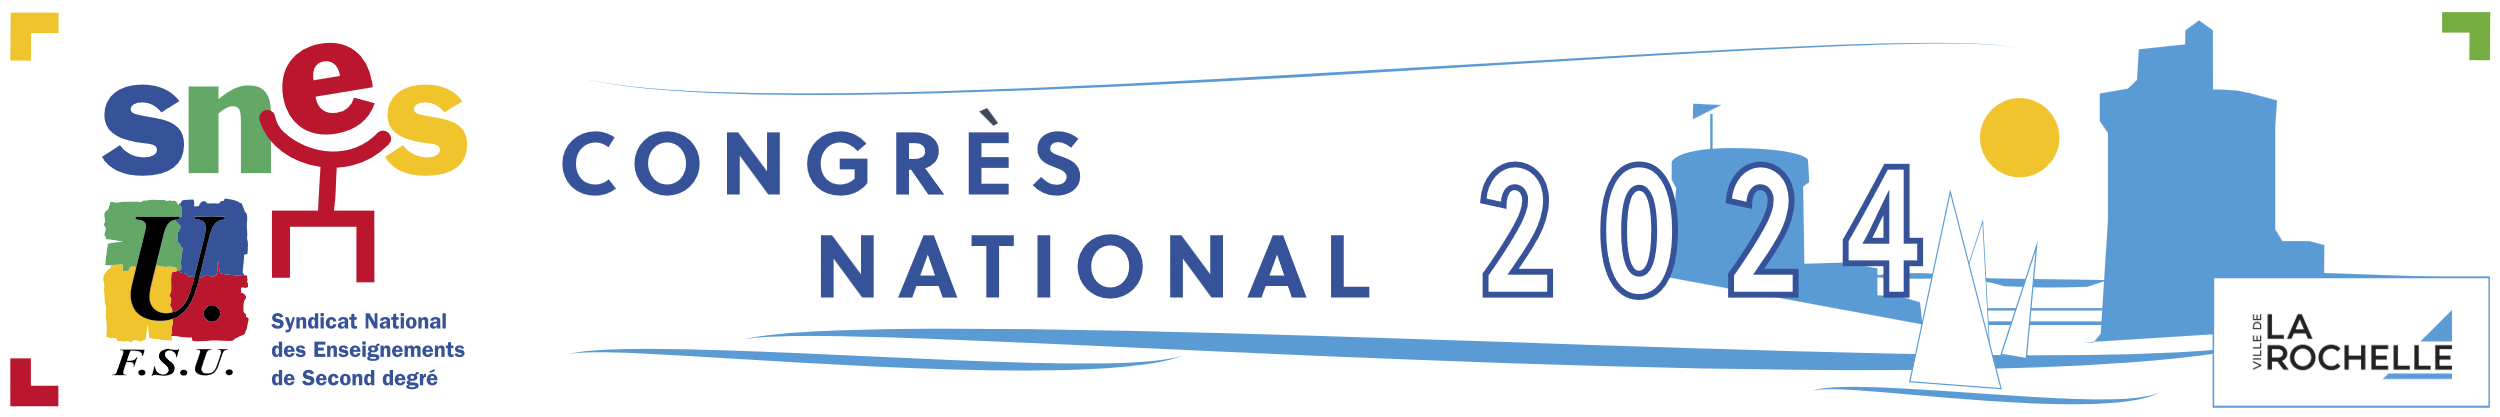 snes
U.
F.S.U.
Syndicat National
des Enseignements
de Second degré
CONGRÈS
NATIONAL
2024
VILLE DE
LA
ROCHELLE